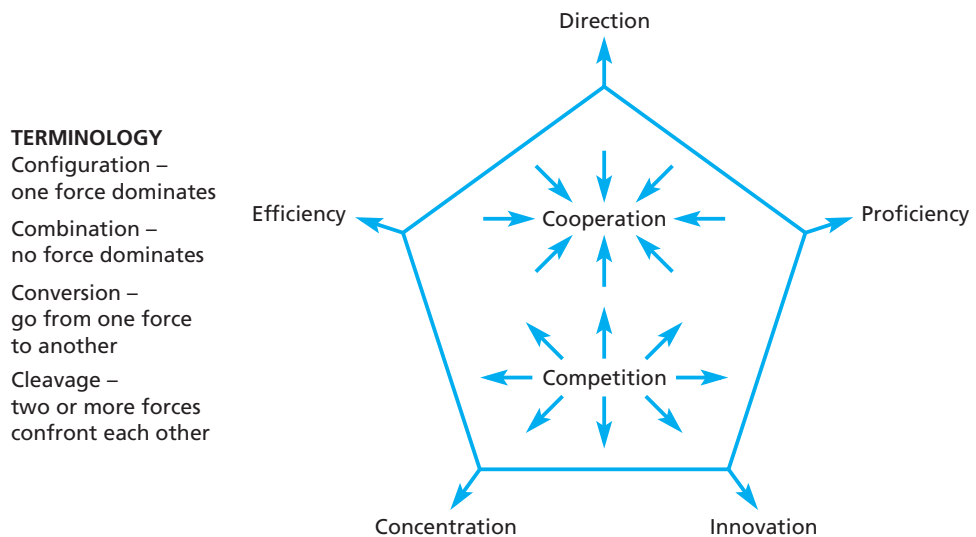 Direction
TERMINOLOGY
Configuration –
one force dominates
Combination –
no force dominates
Conversion –
go from one force
to another
Cleavage –
two or more forces
confront each other
Efficiency
Cooperation
Proficiency
Competition
Concentration
Innovation